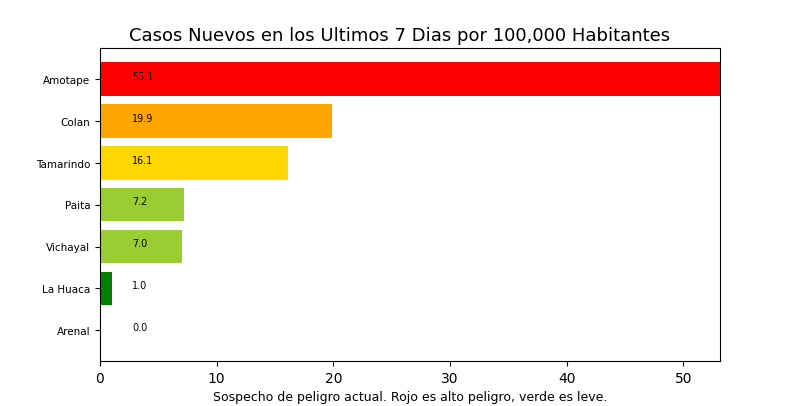 Casos Nuevos en los Ultimos 7 Dias por 100,000 Habitantes
Amotape 55.1
Colan 19.9
Tamarindo 16.1
Paita 7.2
Vichayal 7.0
La Huaca 1.0
Arenal 0.0
0 10 20 30 40 50
Sospecho de peligro actual. Rojo es alto peligro, verde es leve.